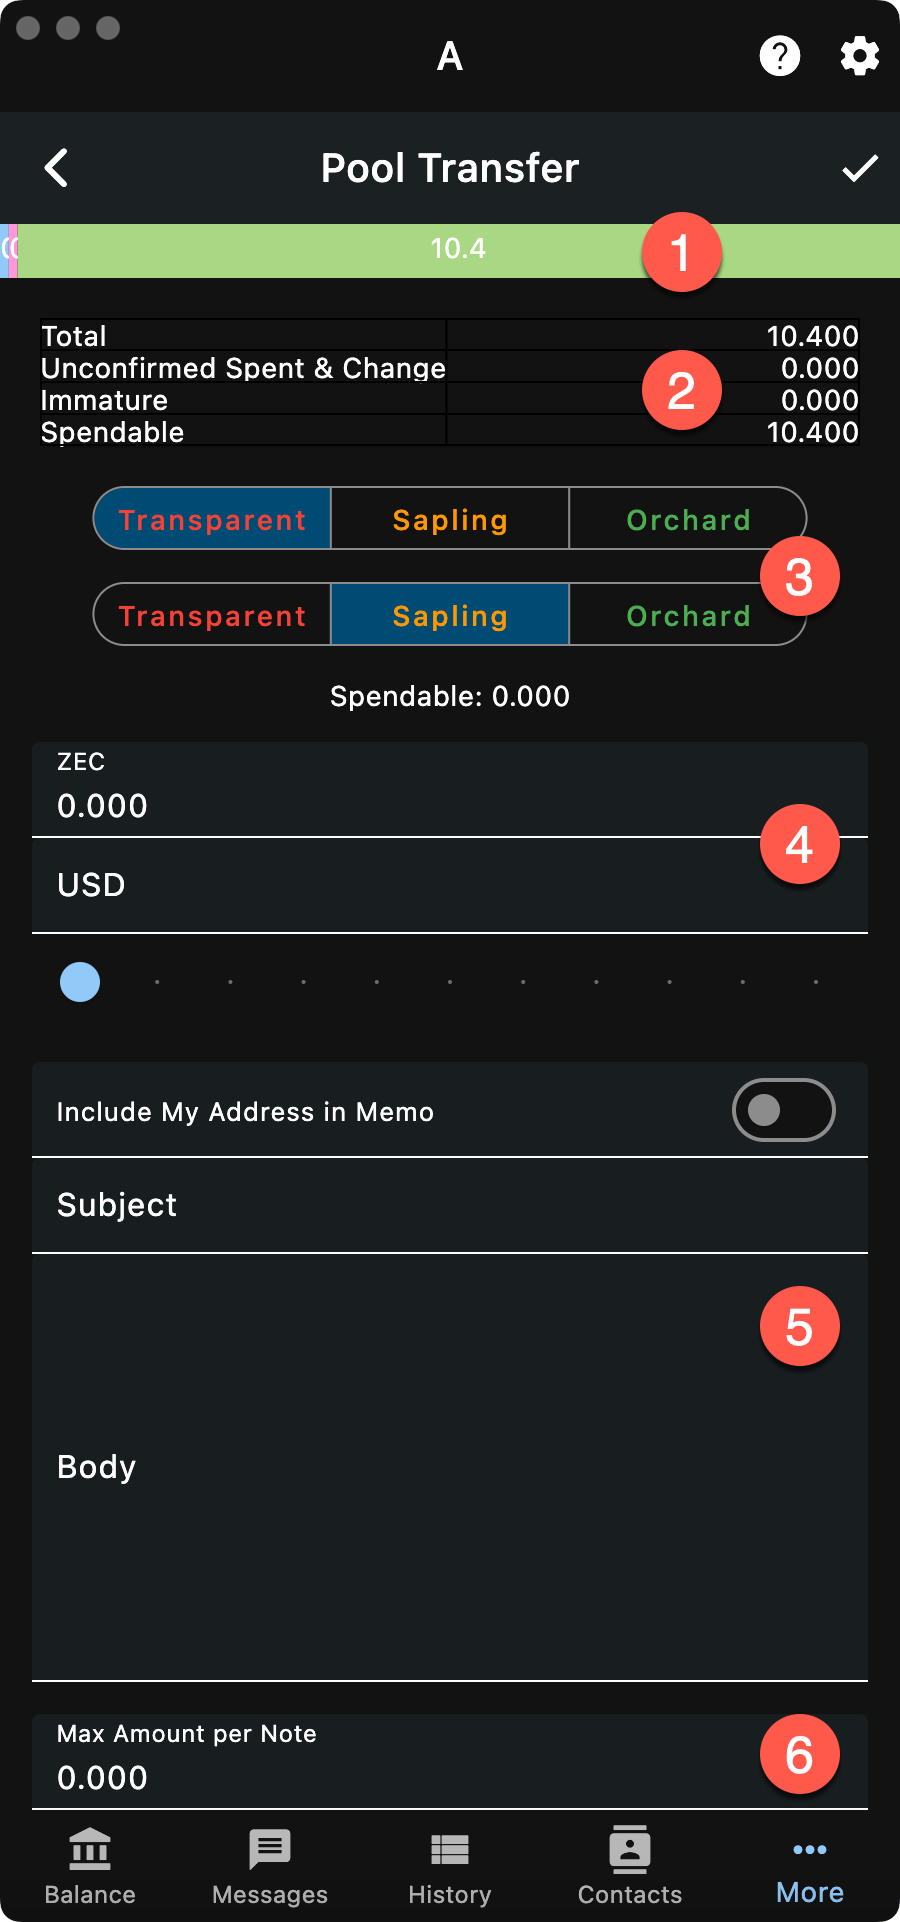 A
?
Pool Transfer
10.4
1
Total 10.400
Unconfirmed Spent & Change 0.000
2
Immature 0.000
Spendable 10.400
Transparent Sapling Orchard
3
Transparent Sapling Orchard
Spendable: 0.000
ZEC
0.000
4
USD
Include My Address in Memo
Subject
5
Body
Max Amount per Note
6
0.000
Balance Messages History Contacts More